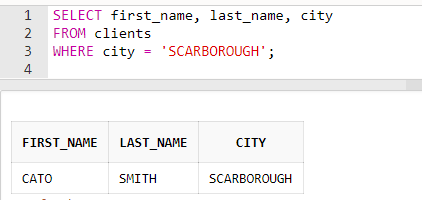 1 SELECT first_name, last_name, city
2 FROM clients
3 WHERE city = 'SCARBOROUGH';
4
FIRST_NAME LAST_NAME CITY
CATO SMITH SCARBOROUGH